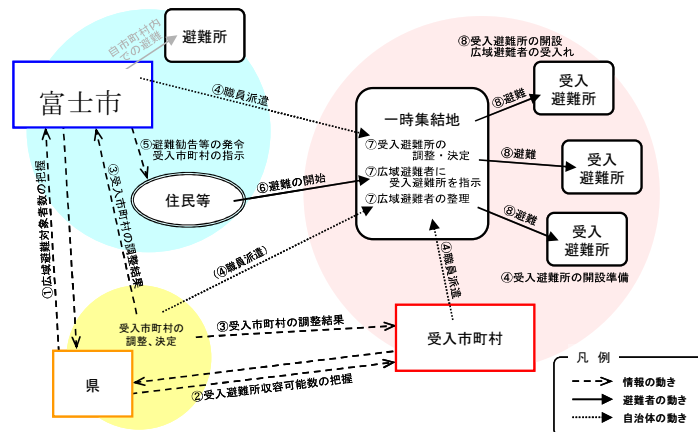 自市町村内
での避難
避難所
富士市
④職員派遣
⑤避難勧告等の発令
受入市町村の指示
住民等
⑥避難の開始
①広域避難対象者数の把握
③受入市町村の調整結果
(④職員派遣)
受入市町村の
調整、決定
県
③受入市町村の調整結果
②受入避難所収容可能数の把握
一時集結地
⑦受入避難所の
調整・決定
⑦広域避難者に
受入避難所を指示
⑦広域避難者の整理
④職員派遣
受入市町村
⑧受入避難所の開設
広域避難者の受入れ
⑧避難
受入
避難所
⑧避難
受入
避難所
⑧避難
受入
避難所
④受入避難所の開設準備
凡 例
情報の動き
避難者の動き
自治体の動き